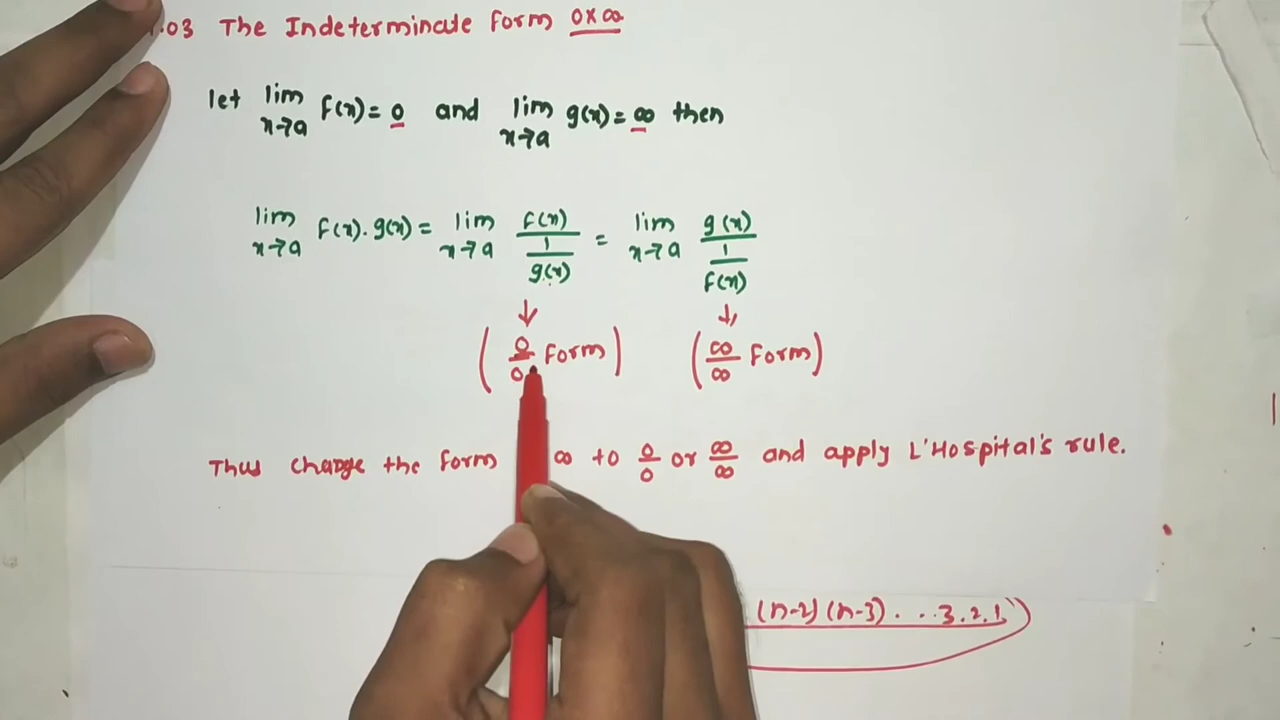 .03 The Indeterminate Form 0×∞
let lim x→a f(x) = 0 and lim x→a g(x) = ∞ then
lim x→a f(x).g(x) = lim x→a f(x)/(1/g(x)) = lim x→a g(x)/(1/f(x))
↓ ↓
(0/0 Form) (∞/∞ Form)
Thus change the form ∞ to 0/0 or ∞/∞ and apply L'Hospital's rule.
(n-2) (n-3) . . . 3.2.1